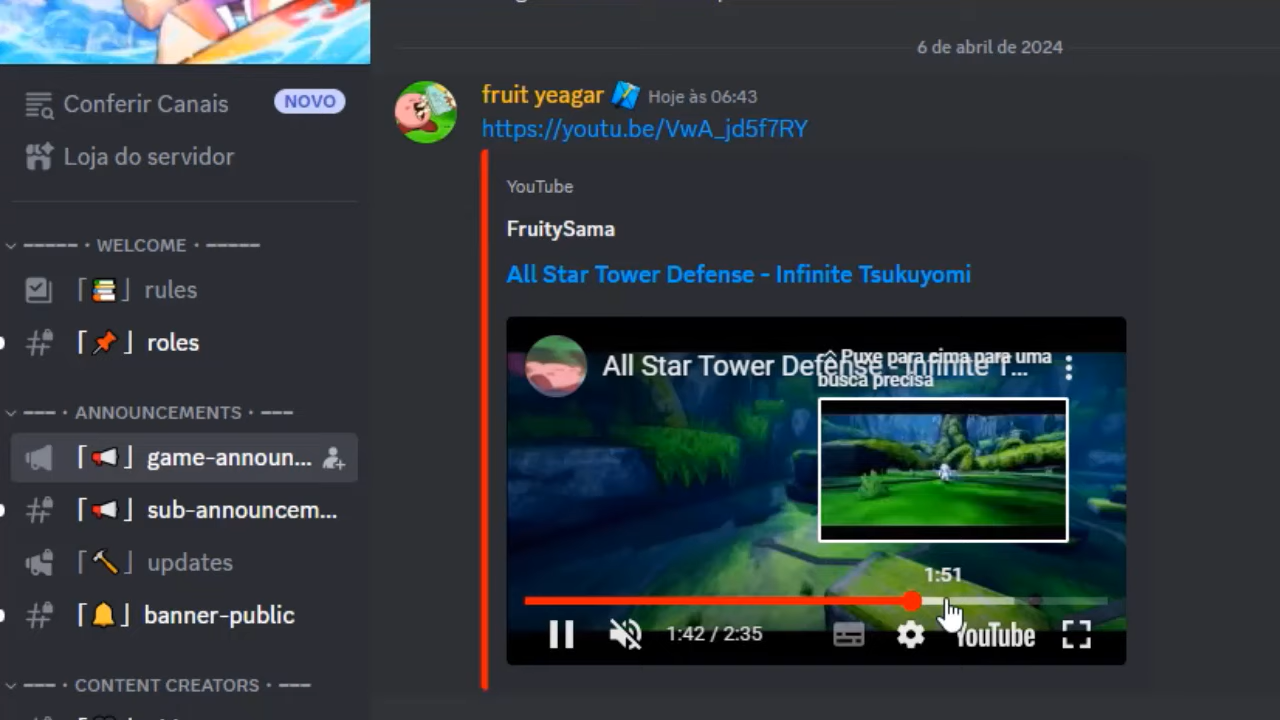 Conferir Canais
NOVO
Loja do servidor
----- · WELCOME · -----
「📚」 rules
「📌」 roles
--- · ANNOUNCEMENTS · ---
「📢」 game-announ...
「📢」 sub-announcem...
「🔨」 updates
「🔔」 banner-public
--- · CONTENT CREATORS · ---
6 de abril de 2024
fruit yeagar Hoje às 06:43
https://youtu.be/VwA_jd5f7RY
YouTube
FruitySama
All Star Tower Defense - Infinite Tsukuyomi
All Star Tower Defense - Infinite T...
Puxe para cima para uma
busca precisa
1:51
1:42 / 2:35
YouTube